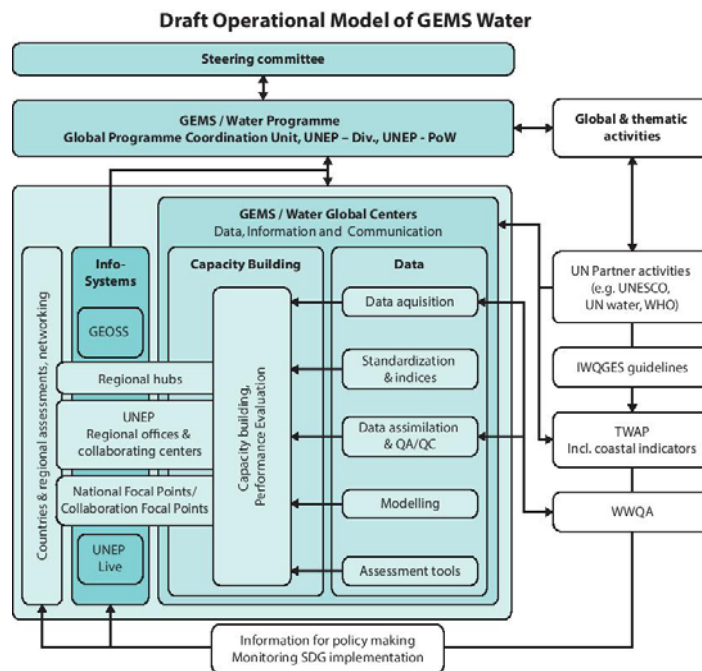 Draft Operational Model of GEMS Water
Steering committee
GEMS / Water Programme
Global Programme Coordination Unit, UNEP – Div., UNEP - PoW
Global & thematic
activities
GEMS / Water Global Centers
Data, Information and Communication
Countries & regional assessments, networking
Info-
Systems
GEOSS
Regional hubs
UNEP
Regional offices &
collaborating centers
National Focal Points/
Collaboration Focal Points
UNEP
Live
Capacity Building
Capacity building,
Performance Evaluation
Data
Data aquisition
Standardization
& indices
Data assimilation
& QA/QC
Modelling
Assessment tools
UN Partner activities
(e.g. UNESCO,
UN water, WHO)
IWQGES guidelines
TWAP
Incl. coastal indicators
WWQA
Information for policy making
Monitoring SDG implementation